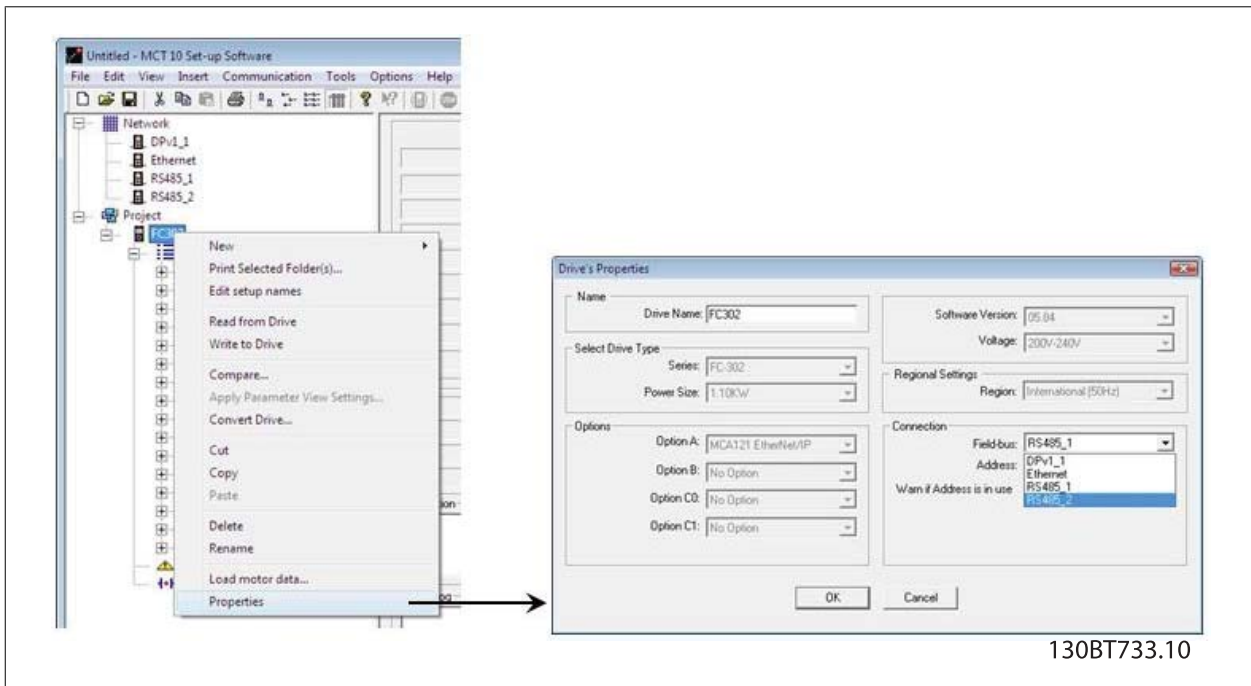 Untitled - MCT 10 Set-up Software
File Edit View Insert Communication Tools Options Help
Network
DPv1_1
Ethernet
RS485_1
RS485_2
Project
New
Print Selected Folder(s)...
Edit setup names
Read from Drive
Write to Drive
Compare...
Apply Parameter View Settings...
Convert Drive...
Cut
Copy
Paste
Delete
Rename
Load motor data...
Properties
Drive's Properties
Name
Drive Name: FC302
Select Drive Type
Series: FC-302
Power Size: 1.10KW
Options
Option A: MCA121 EtherNet/IP
Option B: No Option
Option C0: No Option
Option C1: No Option
Software Version: 05.04
Voltage: 200V-240V
Regional Settings
Region: International (50Hz)
Connection
Field-bus: RS485_1
Address: DPv1_1
Ethernet
Warn if Address is in use RS485_1
RS485_2
OK Cancel
130BT733.10